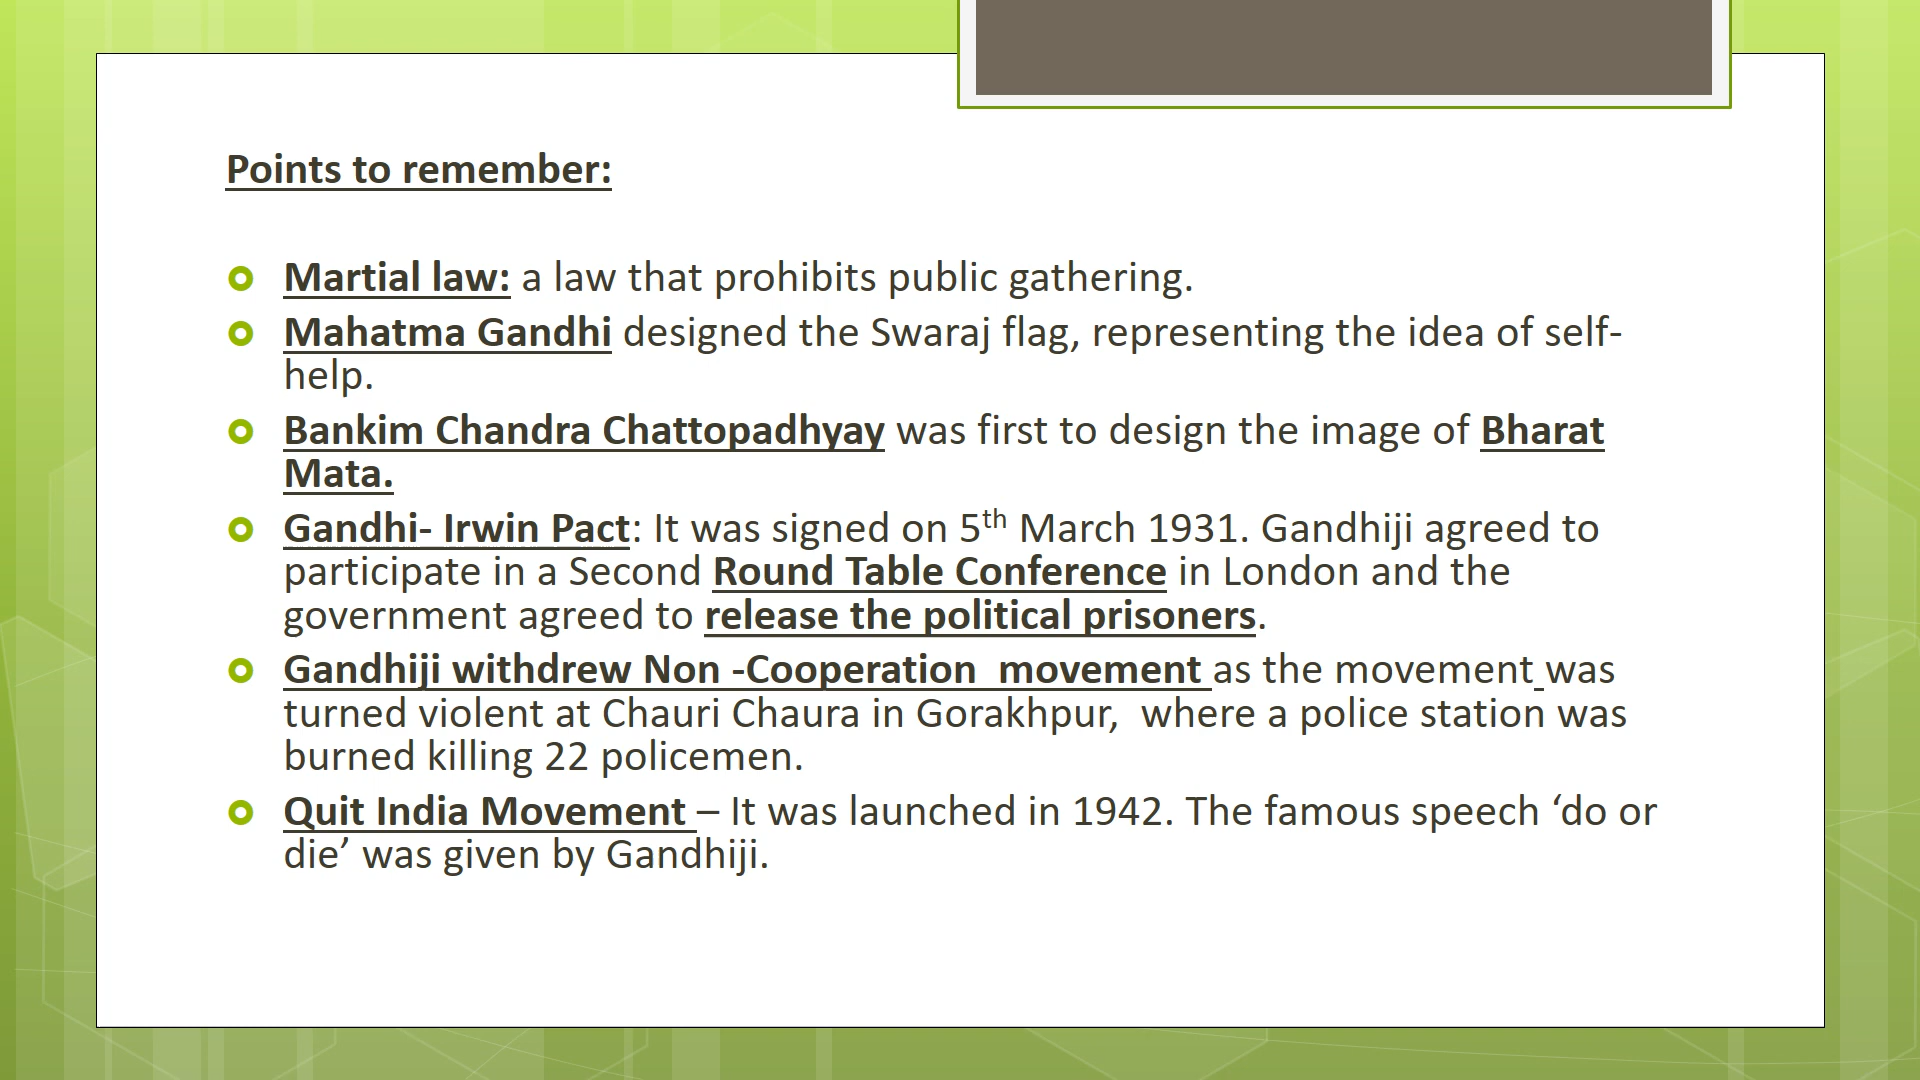 Points to remember:
Martial law: a law that prohibits public gathering.
Mahatma Gandhi designed the Swaraj flag, representing the idea of self-
help.
Bankim Chandra Chattopadhyay was first to design the image of Bharat
Mata.
Gandhi- Irwin Pact: It was signed on 5th March 1931. Gandhiji agreed to
participate in a Second Round Table Conference in London and the
government agreed to release the political prisoners.
Gandhiji withdrew Non -Cooperation  movement as the movement was
turned violent at Chauri Chaura in Gorakhpur,  where a police station was
burned killing 22 policemen.
Quit India Movement – It was launched in 1942. The famous speech ‘do or
die’ was given by Gandhiji.